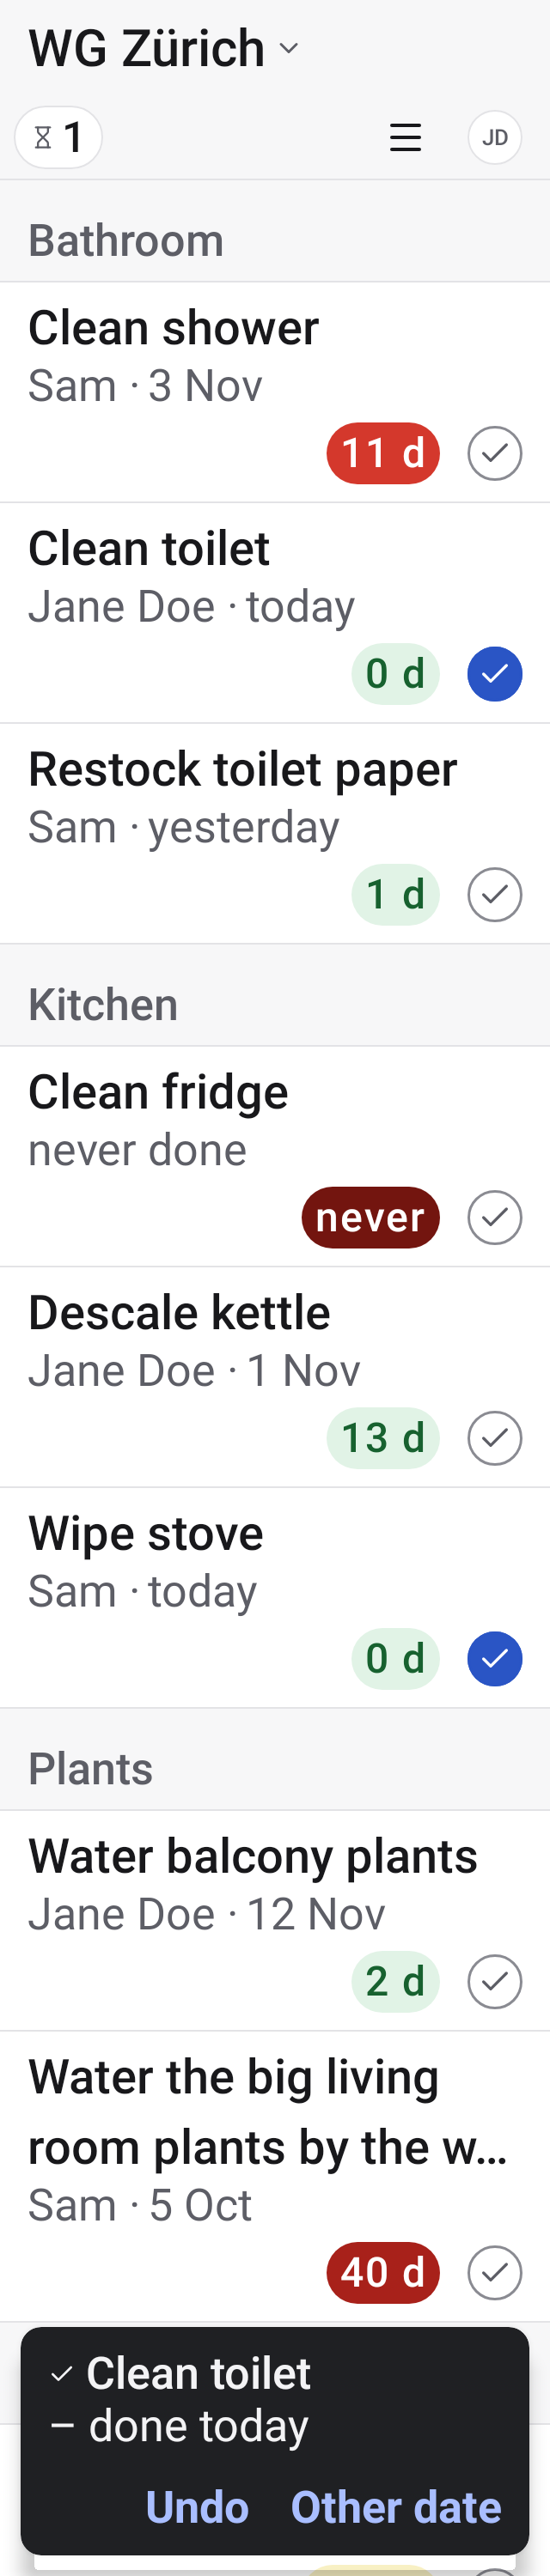 WG Zürich
1
JD
Bathroom
Clean shower
Sam · 3 Nov
11 d
Clean toilet
Jane Doe · today
0 d
Restock toilet paper
Sam · yesterday
1 d
Kitchen
Clean fridge
never done
never
Descale kettle
Jane Doe · 1 Nov
13 d
Wipe stove
Sam · today
0 d
Plants
Water balcony plants
Jane Doe · 12 Nov
2 d
Water the big living
room plants by the w…
Sam · 5 Oct
40 d
✓ Clean toilet
– done today
Undo Other date